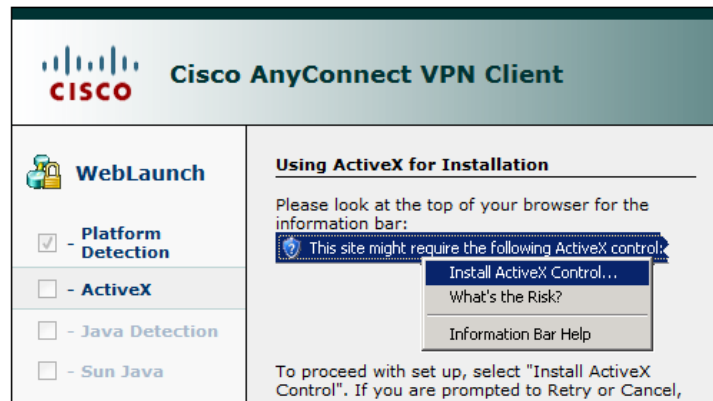 CISCO
Cisco AnyConnect VPN Client
WebLaunch
- Platform
Detection
- ActiveX
- Java Detection
- Sun Java
Using ActiveX for Installation
Please look at the top of your browser for the
information bar:
This site might require the following ActiveX control:
Install ActiveX Control...
What's the Risk?
Information Bar Help
To proceed with set up, select "Install ActiveX
Control". If you are prompted to Retry or Cancel,